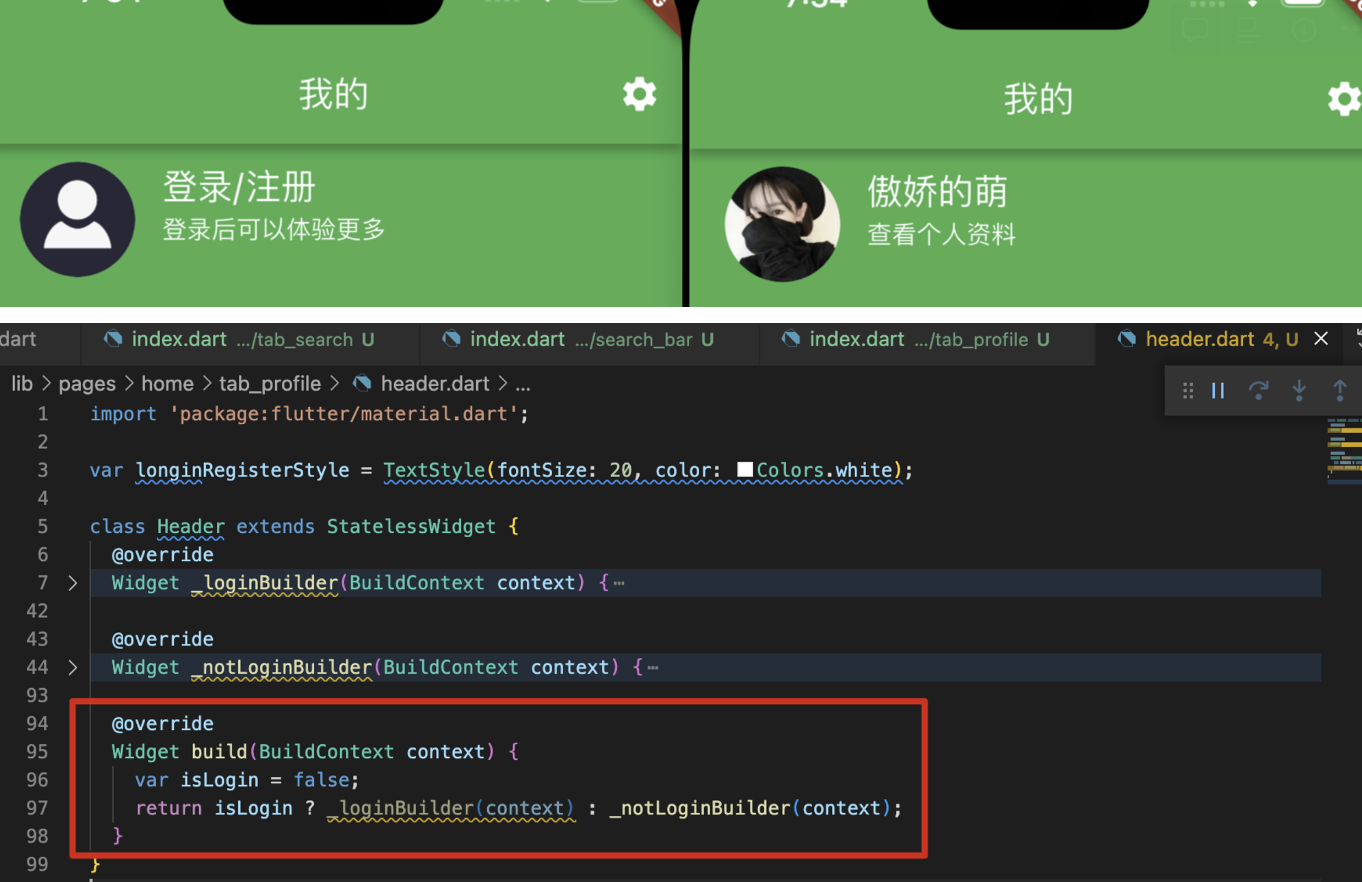 7:34
我的
我的
登录/注册
登录后可以体验更多
傲娇的萌
查看个人资料
dart
index.dart .../tab_search U
index.dart .../search_bar U
index.dart .../tab_profile U
header.dart 4, U
lib > pages > home > tab_profile > header.dart > ...
1 import 'package:flutter/material.dart';
2
3 var longinRegisterStyle = TextStyle(fontSize: 20, color: Colors.white);
4
5 class Header extends StatelessWidget {
6 @override
7 Widget _loginBuilder(BuildContext context) {⋯
42
43 @override
44 Widget _notLoginBuilder(BuildContext context) {⋯
93
94 @override
95 Widget build(BuildContext context) {
96 var isLogin = false;
97 return isLogin ? _loginBuilder(context) : _notLoginBuilder(context);
98 }
99 }